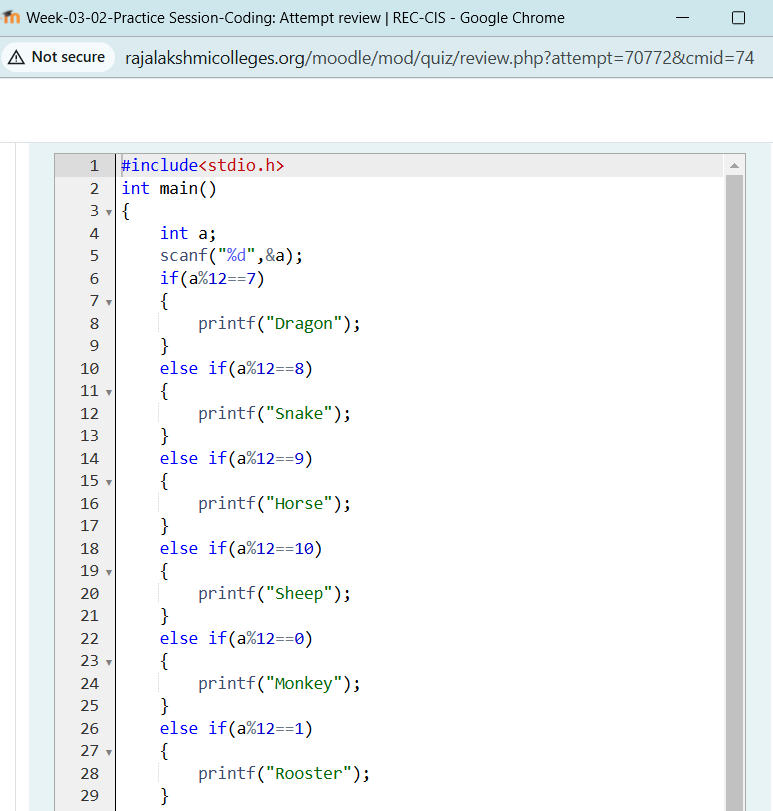 Week-03-02-Practice Session-Coding: Attempt review | REC-CIS - Google Chrome
Not secure rajalakshmicolleges.org/moodle/mod/quiz/review.php?attempt=70772&cmid=74
1 #include<stdio.h>
2 int main()
3 {
4 int a;
5 scanf("%d",&a);
6 if(a%12==7)
7 {
8 printf("Dragon");
9 }
10 else if(a%12==8)
11 {
12 printf("Snake");
13 }
14 else if(a%12==9)
15 {
16 printf("Horse");
17 }
18 else if(a%12==10)
19 {
20 printf("Sheep");
21 }
22 else if(a%12==0)
23 {
24 printf("Monkey");
25 }
26 else if(a%12==1)
27 {
28 printf("Rooster");
29 }